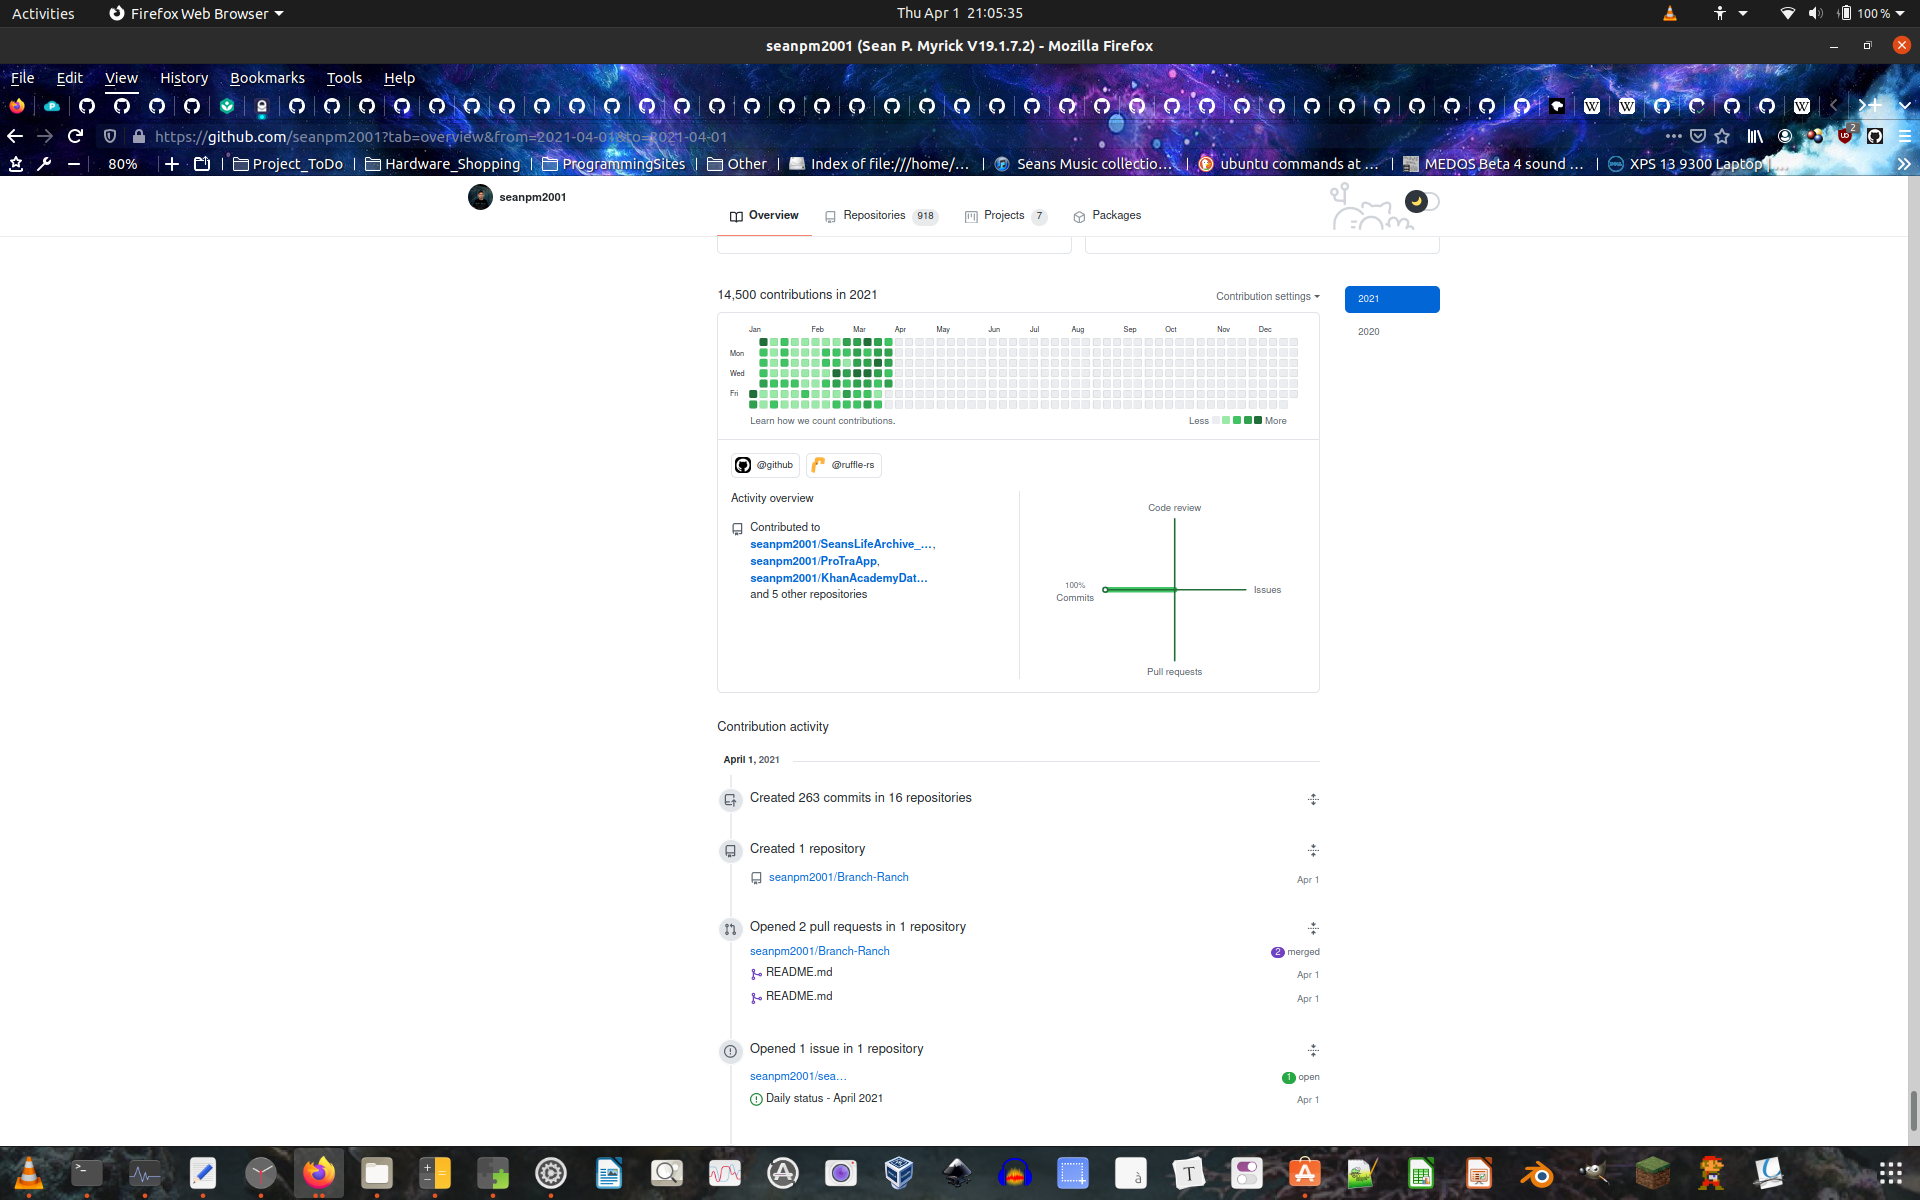 Activities
Firefox Web Browser
Thu Apr 1 21:05:35
100 %
seanpm2001 (Sean P. Myrick V19.1.7.2) - Mozilla Firefox
File Edit View History Bookmarks Tools Help
https://github.com/seanpm2001?tab=overview&from=2021-04-01&to=2021-04-01
2
80%
Project_ToDo
Hardware_Shopping
ProgrammingSites
Other
Index of file:///home/...
Seans Music collectio...
ubuntu commands at ...
MEDOS Beta 4 sound ...
XPS 13 9300 Laptop
seanpm2001
Overview
Repositories 918
Projects 7
Packages
14,500 contributions in 2021
Contribution settings
2021
2020
Jan Feb Mar Apr May Jun Jul Aug Sep Oct Nov Dec
Mon
Wed
Fri
Learn how we count contributions.
Less More
@github
@ruffle-rs
Activity overview
Contributed to
seanpm2001/SeansLifeArchive_...,
seanpm2001/ProTraApp,
seanpm2001/KhanAcademyDat...
and 5 other repositories
Code review
100%
Commits
Issues
Pull requests
Contribution activity
April 1, 2021
Created 263 commits in 16 repositories
Created 1 repository
seanpm2001/Branch-Ranch
Apr 1
Opened 2 pull requests in 1 repository
seanpm2001/Branch-Ranch
2 merged
README.md
Apr 1
README.md
Apr 1
Opened 1 issue in 1 repository
seanpm2001/sea...
1 open
Daily status - April 2021
Apr 1